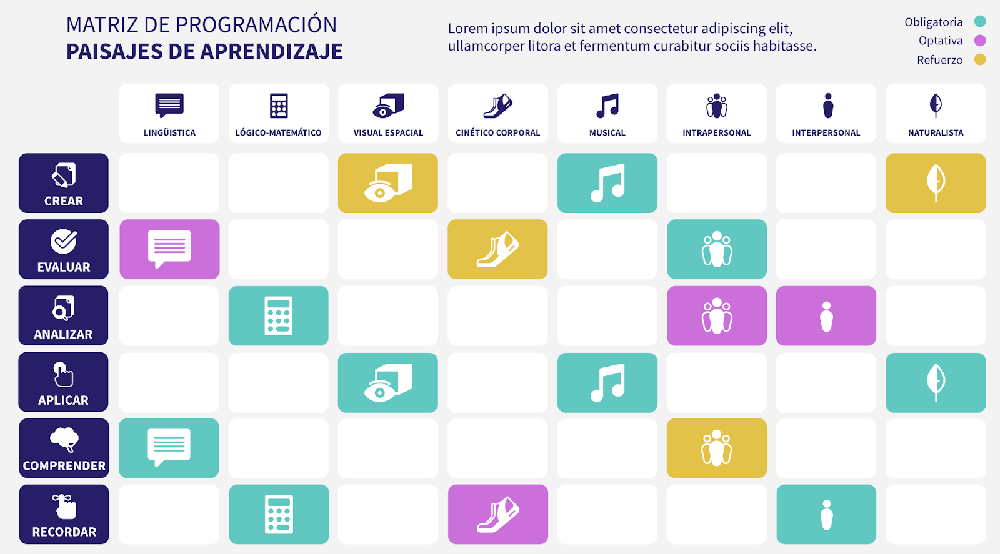 MATRIZ DE PROGRAMACIÓN
PAISAJES DE APRENDIZAJE
Lorem ipsum dolor sit amet consectetur adipiscing elit,
ullamcorper litora et fermentum curabitur sociis habitasse.
Obligatoria
Optativa
Refuerzo
LINGÜISTICA
LÓGICO-MATEMÁTICO
VISUAL ESPACIAL
CINÉTICO CORPORAL
MUSICAL
INTRAPERSONAL
INTERPERSONAL
NATURALISTA
CREAR
EVALUAR
ANALIZAR
APLICAR
COMPRENDER
RECORDAR